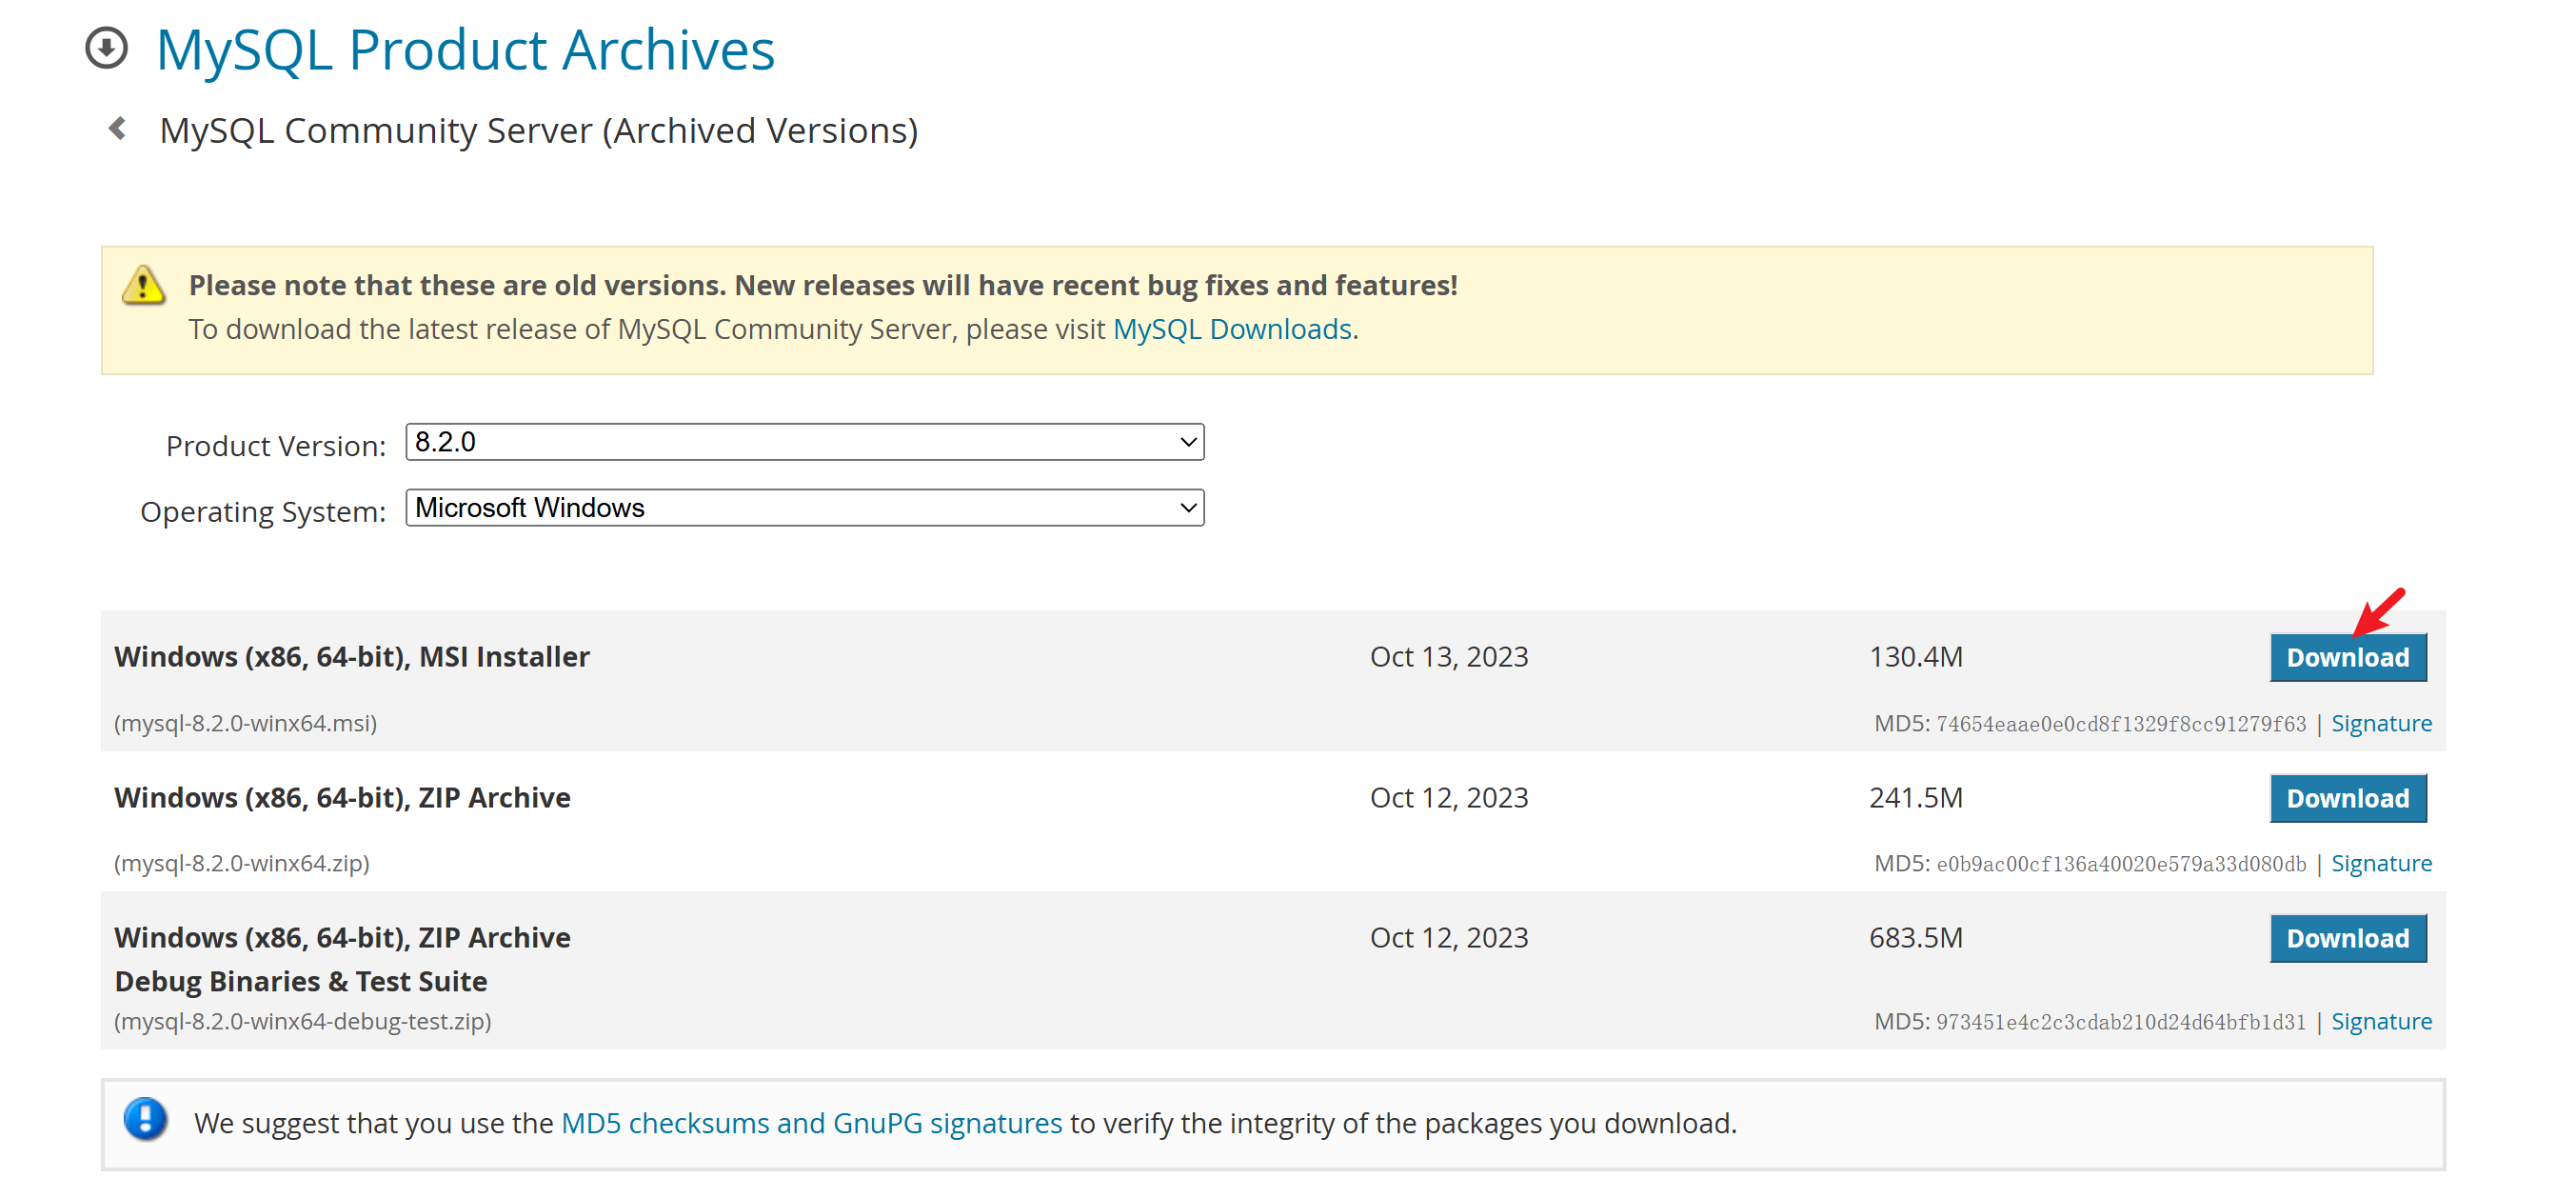 MySQL Product Archives
MySQL Community Server (Archived Versions)
Please note that these are old versions. New releases will have recent bug fixes and features!
To download the latest release of MySQL Community Server, please visit MySQL Downloads.
Product Version: 8.2.0
Operating System: Microsoft Windows
Windows (x86, 64-bit), MSI Installer Oct 13, 2023 130.4M Download
(mysql-8.2.0-winx64.msi) MD5: 74654eaae0e0cd8f1329f8cc91279f63 | Signature
Windows (x86, 64-bit), ZIP Archive Oct 12, 2023 241.5M Download
(mysql-8.2.0-winx64.zip) MD5: e0b9ac00cf136a40020e579a33d080db | Signature
Windows (x86, 64-bit), ZIP Archive Oct 12, 2023 683.5M Download
Debug Binaries & Test Suite
(mysql-8.2.0-winx64-debug-test.zip) MD5: 973451e4c2c3cdab210d24d64bfb1d31 | Signature
We suggest that you use the MD5 checksums and GnuPG signatures to verify the integrity of the packages you download.